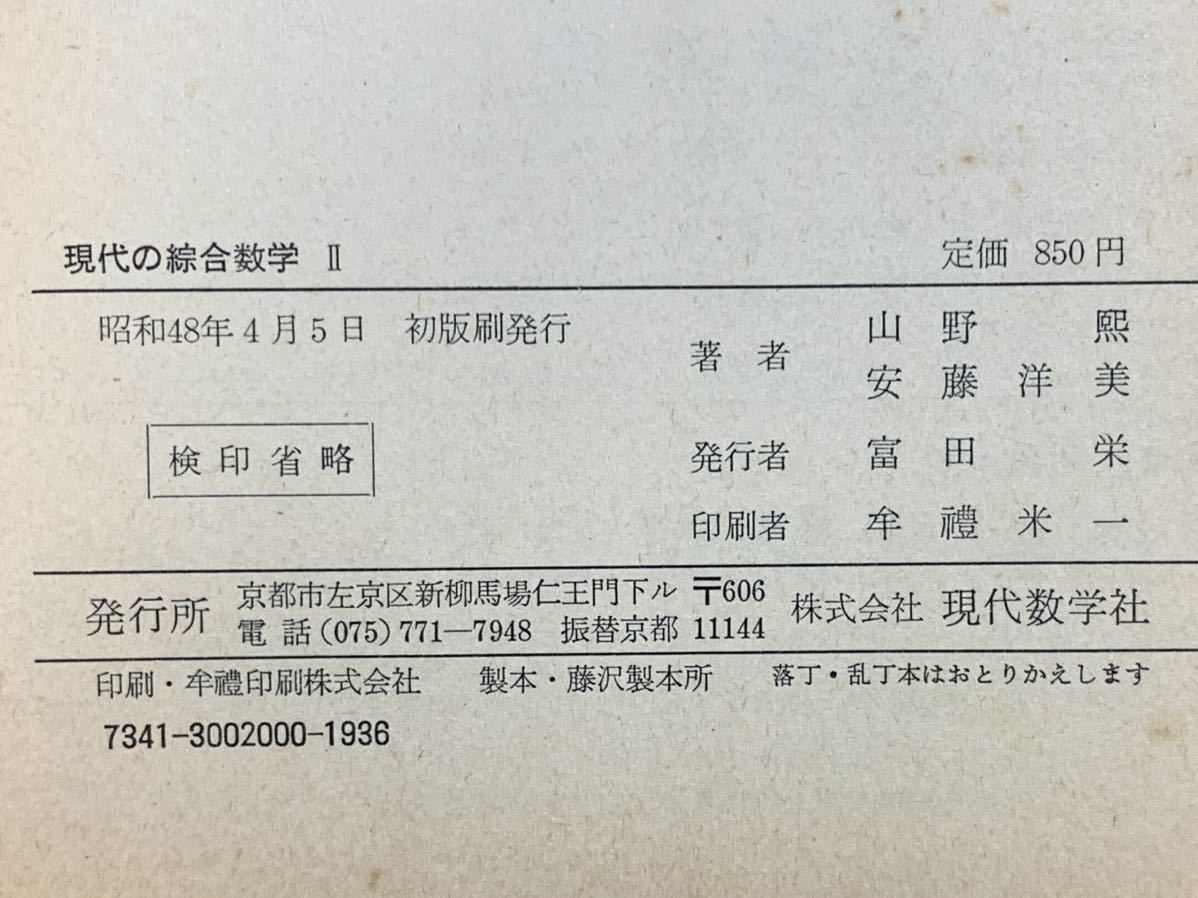 現代の綜合数学 Ⅱ
定価 850円
昭和48年4月5日 初版刷発行
検印省略
著者 山野熙
安藤洋美
発行者 富田栄
印刷者 牟禮米一
発行所
京都市左京区新柳馬場仁王門下ル 〒606
電話(075)771―7948 振替京都 11144
株式会社 現代数学社
印刷・牟禮印刷株式会社 製本・藤沢製本所 落丁・乱丁本はおとりかえします
7341-3002000-1936